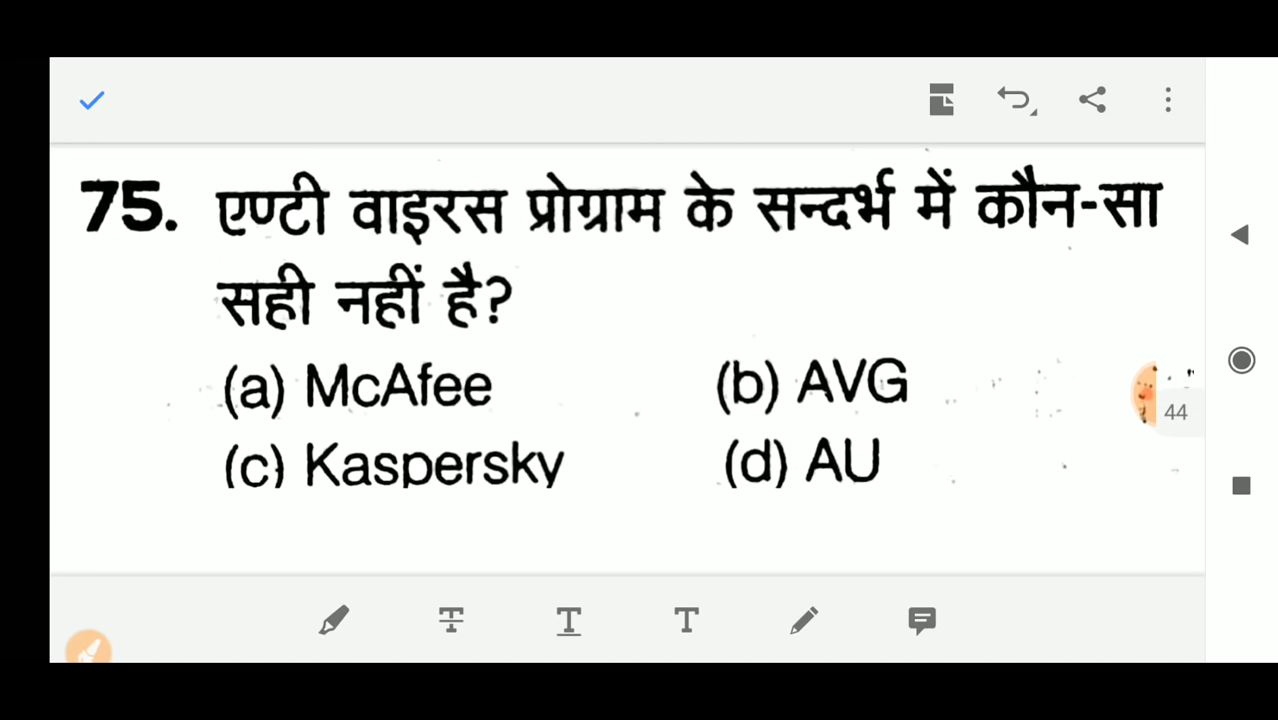 75. एण्टी वाइरस प्रोग्राम के सन्दर्भ में कौन-सा
सही नहीं है?
(a) McAfee (b) AVG
(c) Kaspersky (d) AU
44